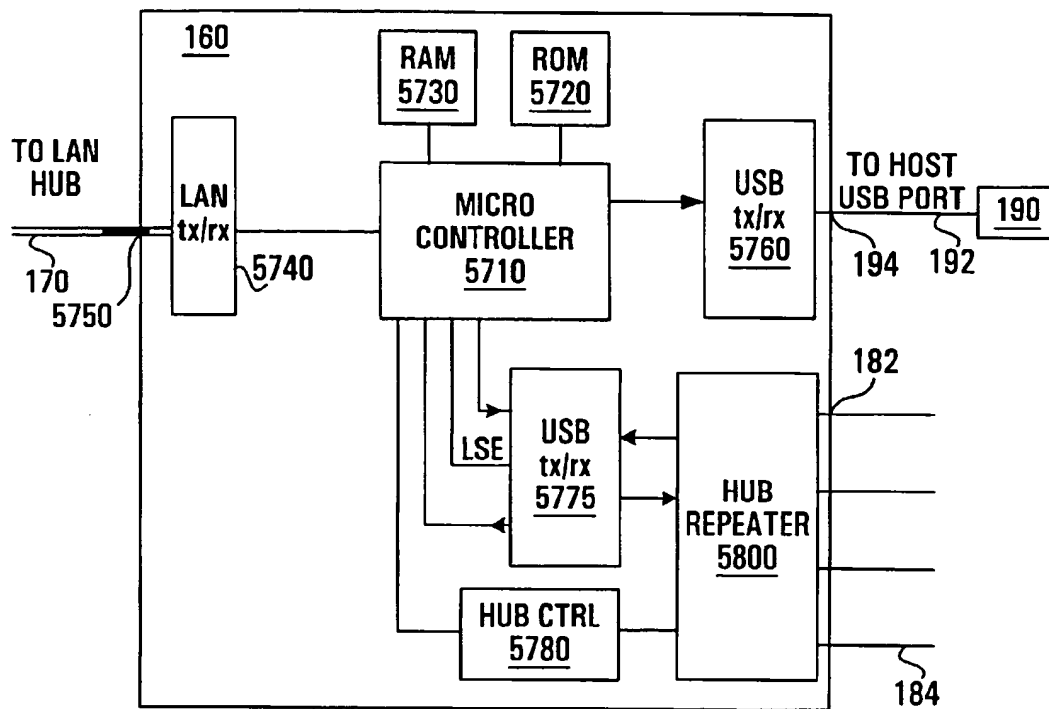 160
RAM
5730
ROM
5720
TO LAN
HUB
LAN
tx/rx
5740
170
5750
MICRO
CONTROLLER
5710
USB
tx/rx
5760
TO HOST
USB PORT
190
194
192
182
LSE
USB
tx/rx
5775
HUB
REPEATER
5800
HUB CTRL
5780
184